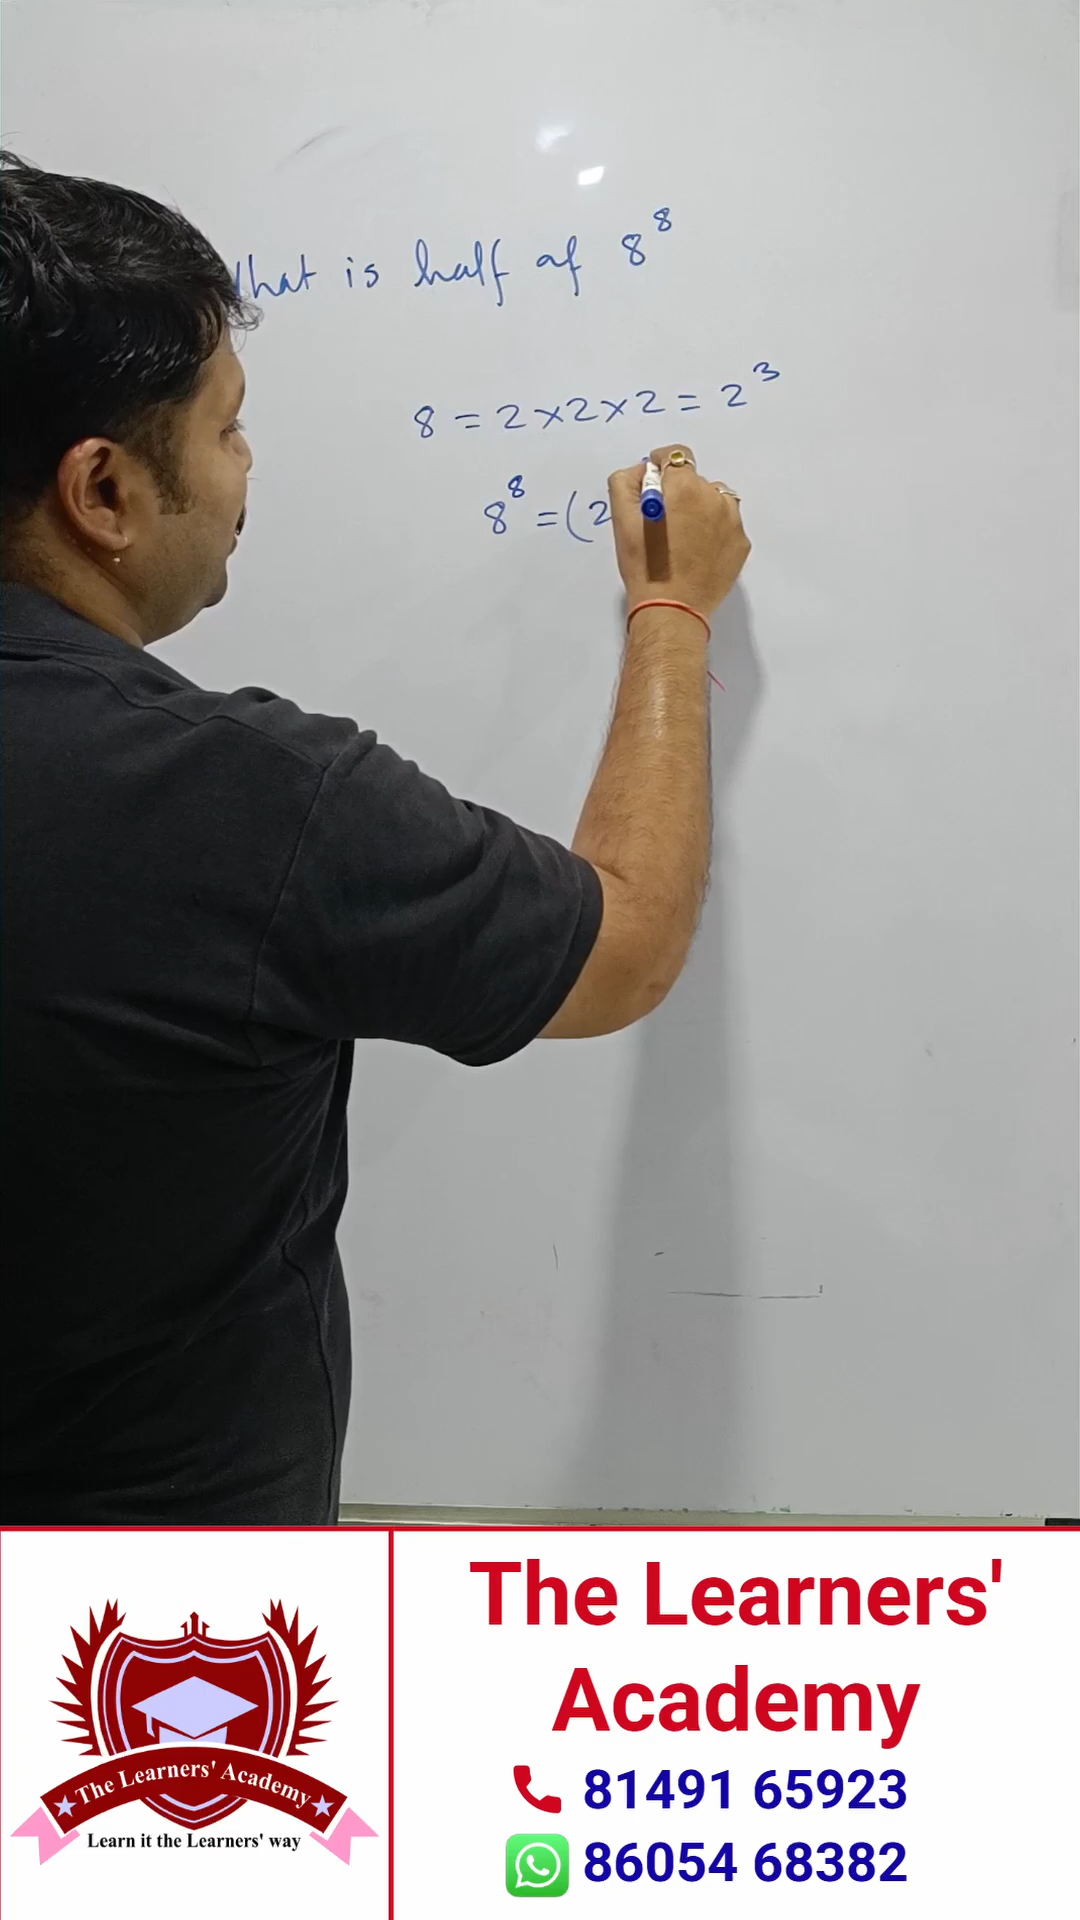 hat is half of 8⁸
8 = 2 × 2 × 2 = 2³
8⁸ = (2
The Learners'
Academy
81491 65923
86054 68382
The Learners' Academy
Learn it the Learners' way